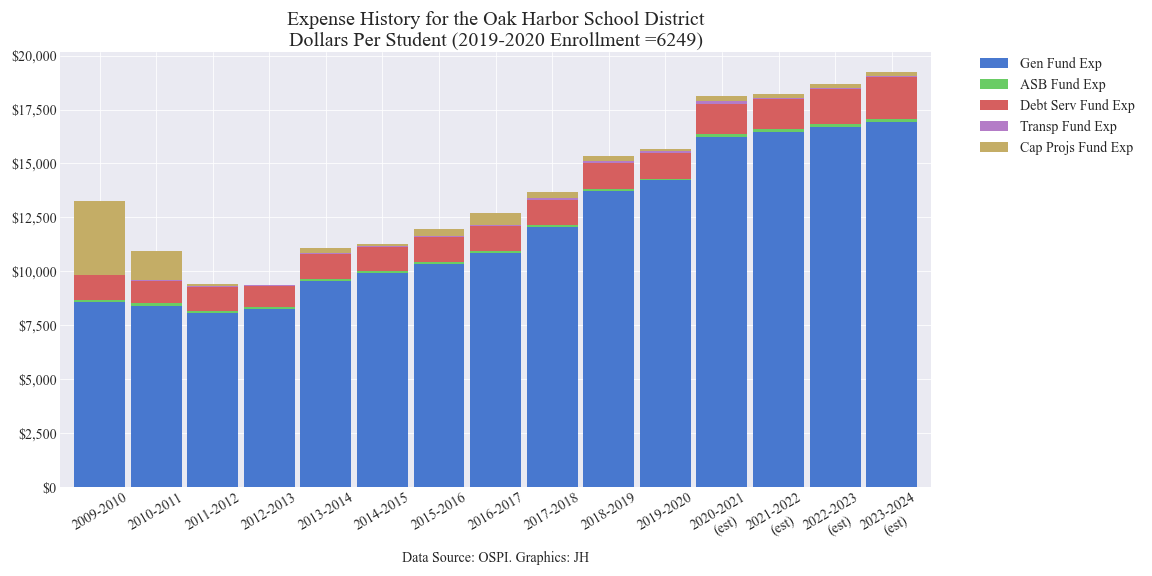 Expense History for the Oak Harbor School District
Dollars Per Student (2019-2020 Enrollment =6249)
$20,000
$17,500
$15,000
$12,500
$10,000
$7,500
$5,000
$2,500
$0
Gen Fund Exp
ASB Fund Exp
Debt Serv Fund Exp
Transp Fund Exp
Cap Projs Fund Exp
2009-2010
2010-2011
2011-2012
2012-2013
2013-2014
2014-2015
2015-2016
2016-2017
2017-2018
2018-2019
2019-2020
2020-2021
(est)
2021-2022
(est)
2022-2023
(est)
2023-2024
(est)
Data Source: OSPI. Graphics: JH